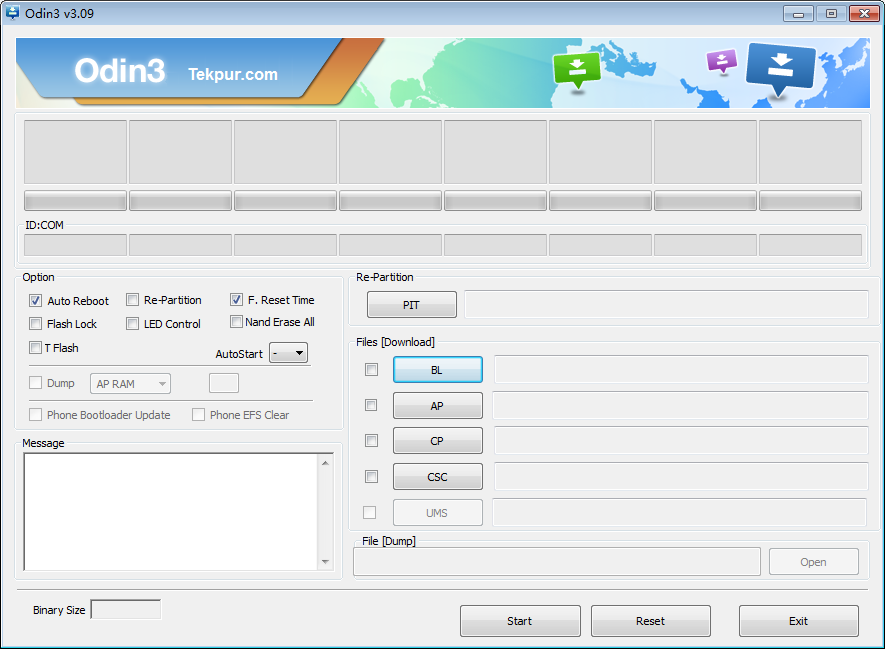 Odin3 v3.09
Odin3 Tekpur.com
ID:COM
Option
Auto Reboot Re-Partition F. Reset Time
Flash Lock LED Control Nand Erase All
T Flash AutoStart -
Dump AP RAM
Phone Bootloader Update Phone EFS Clear
Message
Re-Partition
PIT
Files [Download]
BL
AP
CP
CSC
UMS
File [Dump]
Open
Binary Size
Start Reset Exit